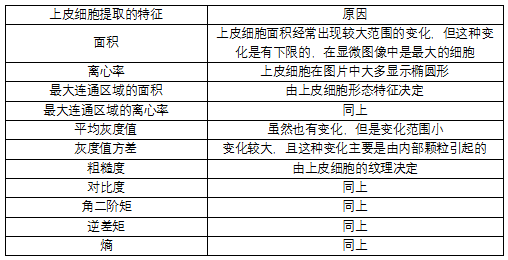 上皮细胞提取的特征 原因
面积 上皮细胞面积经常出现较大范围的变化，但这种变
化是有下限的，在显微图像中是最大的细胞
离心率 上皮细胞在图片中大多显示椭圆形
最大连通区域的面积 由上皮细胞形态特征决定
最大连通区域的离心率 同上
平均灰度值 虽然也有变化，但是变化范围小
灰度值方差 变化较大，且这种变化主要是由内部颗粒引起的
粗糙度 由上皮细胞的纹理决定
对比度 同上
角二阶矩 同上
逆差矩 同上
熵 同上